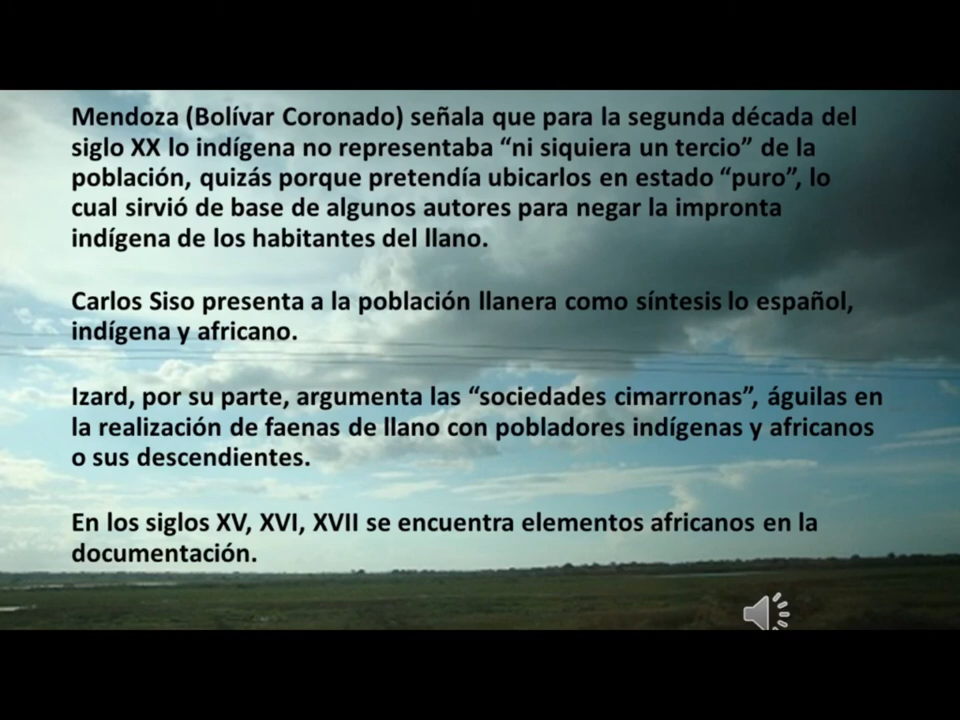 Mendoza (Bolívar Coronado) señala que para la segunda década del
siglo XX lo indígena no representaba “ni siquiera un tercio” de la
población, quizás porque pretendía ubicarlos en estado “puro”, lo
cual sirvió de base de algunos autores para negar la impronta
indígena de los habitantes del llano.
Carlos Siso presenta a la población llanera como síntesis lo español,
indígena y africano.
Izard, por su parte, argumenta las “sociedades cimarronas”, águilas en
la realización de faenas de llano con pobladores indígenas y africanos
o sus descendientes.
En los siglos XV, XVI, XVII se encuentra elementos africanos en la
documentación.